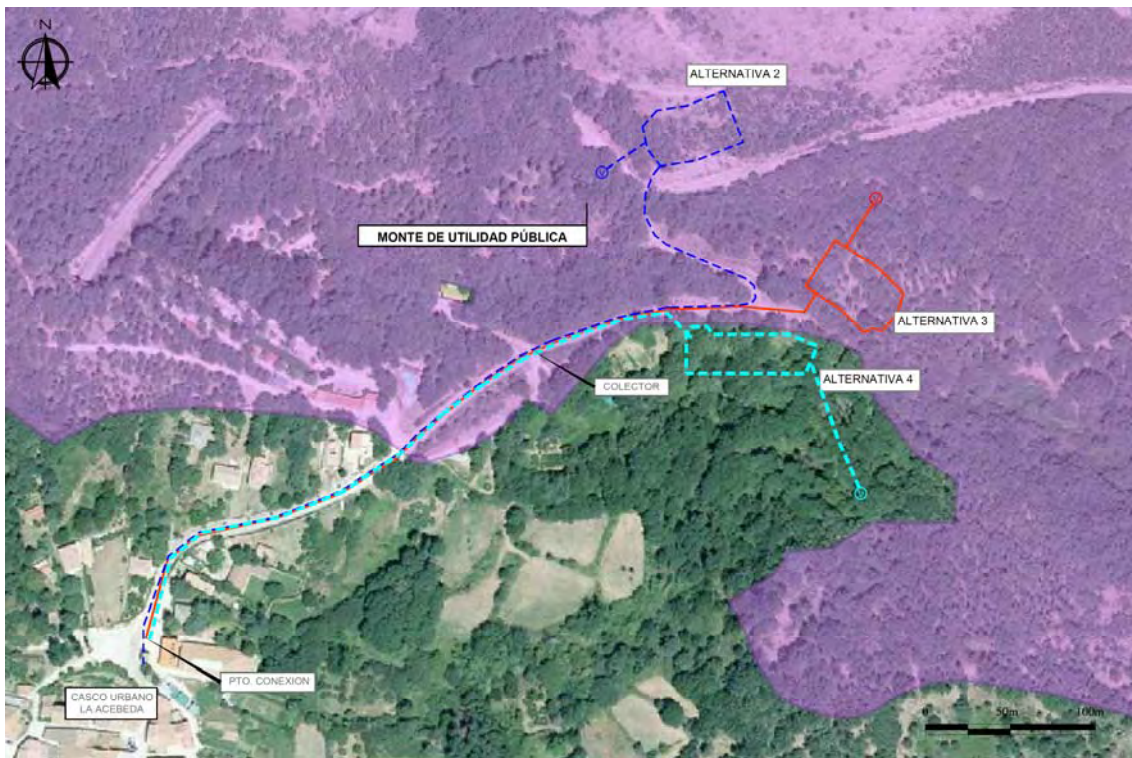 N
ALTERNATIVA 2
MONTE DE UTILIDAD PÚBLICA
ALTERNATIVA 3
ALTERNATIVA 4
COLECTOR
PTO. CONEXION
CASCO URBANO
LA ACEBEDA
0 50m 100m